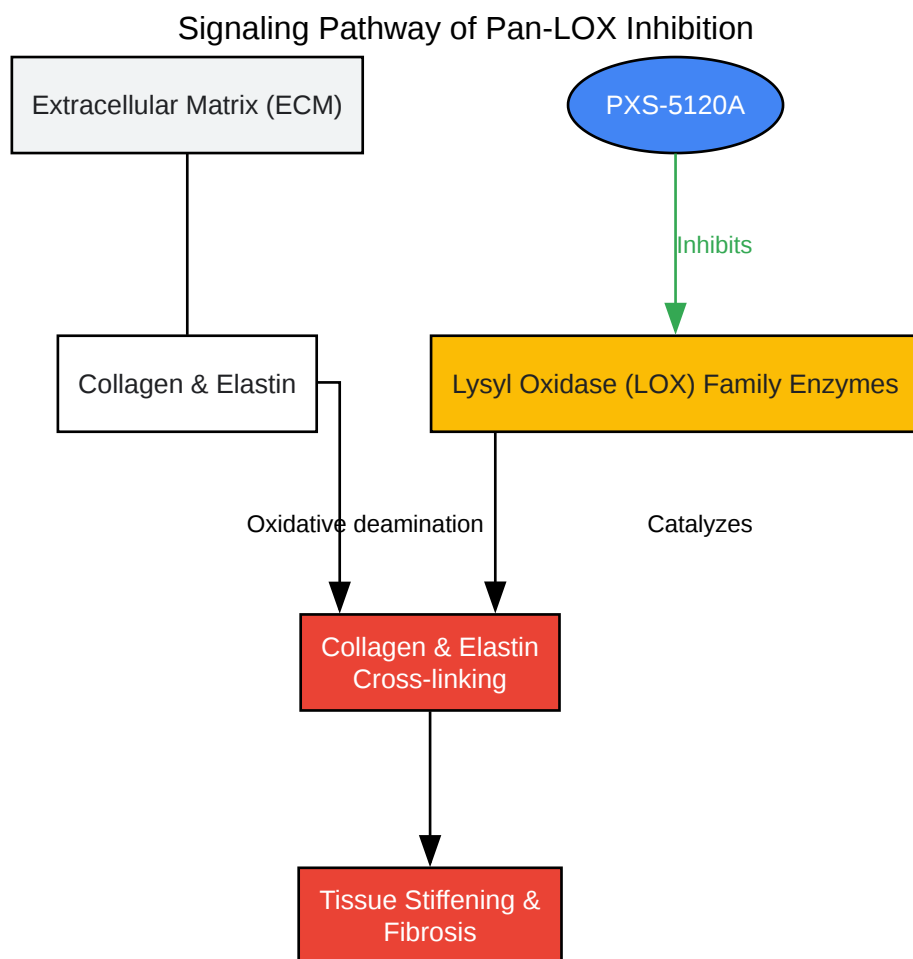 Signaling Pathway of Pan-LOX Inhibition
Extracellular Matrix (ECM)
PXS-5120A
Inhibits
Collagen & Elastin
Lysyl Oxidase (LOX) Family Enzymes
Oxidative deamination
Catalyzes
Collagen & Elastin
Cross-linking
Tissue Stiffening &
Fibrosis